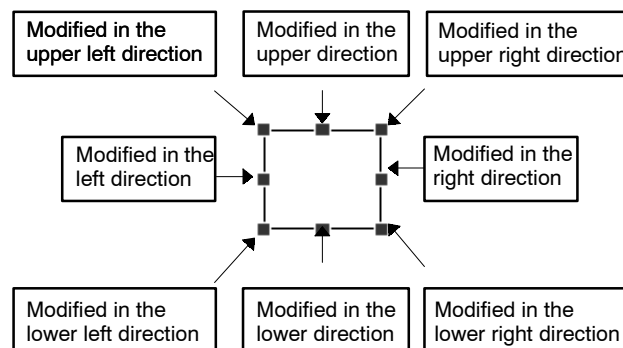 Modified in the
upper left direction
Modified in the
upper direction
Modified in the
upper right direction
Modified in the
left direction
Modified in the
right direction
Modified in the
lower left direction
Modified in the
lower direction
Modified in the
lower right direction